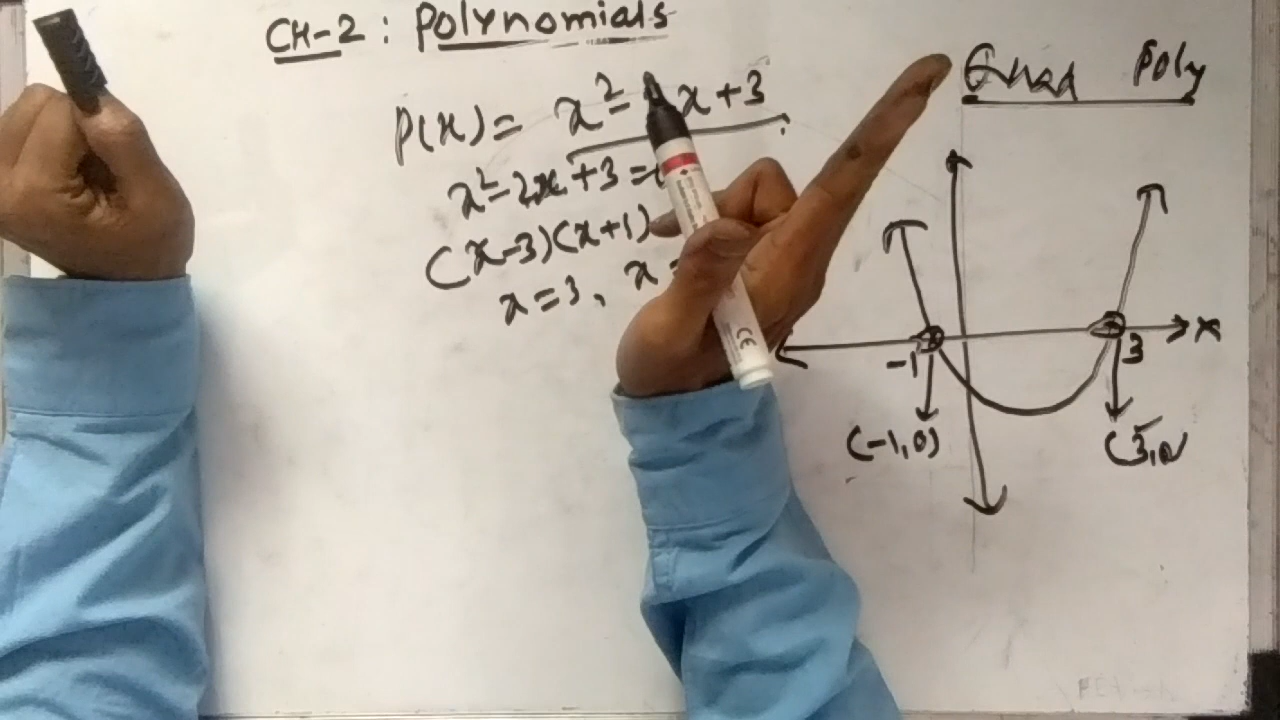 CH-2 : Polynomials
P(x) = x² - x + 3
x² - 2x + 3 =
(x-3)(x+1)
x = 3, x
Quad Poly
x
-1
3
(-1,0)
(3,0
CE